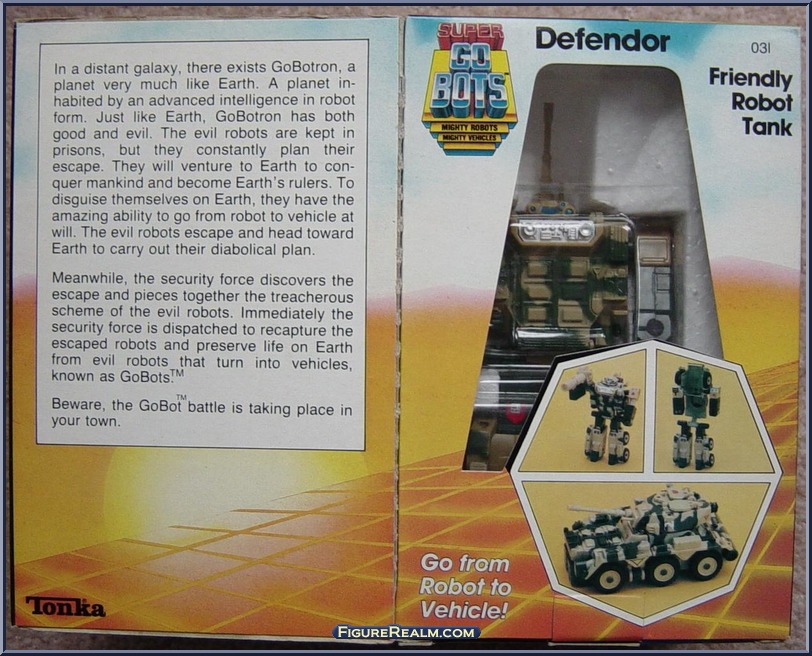 In a distant galaxy, there exists GoBotron, a
planet very much like Earth. A planet in-
habited by an advanced intelligence in robot
form. Just like Earth, GoBotron has both
good and evil. The evil robots are kept in
prisons, but they constantly plan their
escape. They will venture to Earth to con-
quer mankind and become Earth's rulers. To
disguise themselves on Earth, they have the
amazing ability to go from robot to vehicle at
will. The evil robots escape and head toward
Earth to carry out their diabolical plan.
Meanwhile, the security force discovers the
escape and pieces together the treacherous
scheme of the evil robots. Immediately the
security force is dispatched to recapture the
escaped robots and preserve life on Earth
from evil robots that turn into vehicles,
known as GoBots.™
Beware, the GoBot™ battle is taking place in
your town.
Tonka®
SUPER
GO
BOTS
MIGHTY ROBOTS
MIGHTY VEHICLES
Defendor
031
Friendly
Robot
Tank
Go from
Robot to
Vehicle!
FIGUREREALM.COM